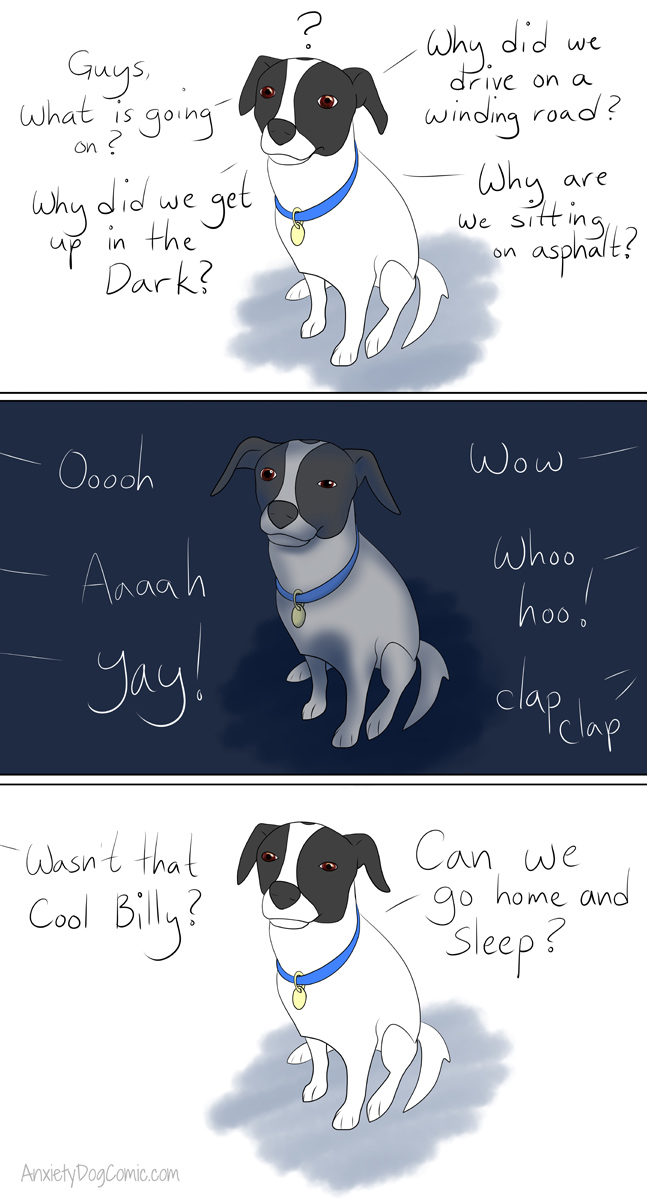 ?
Guys,
What is going
on?
Why did we
drive on a
winding road?
Why did we get
up in the
Dark?
Why are
we sitting
on asphalt?
Ooooh
Aaaah
Yay!
Wow
Whoo
hoo!
clap
clap
Wasn't that
Cool Billy?
Can we
go home and
Sleep?
AnxietyDogComic.com